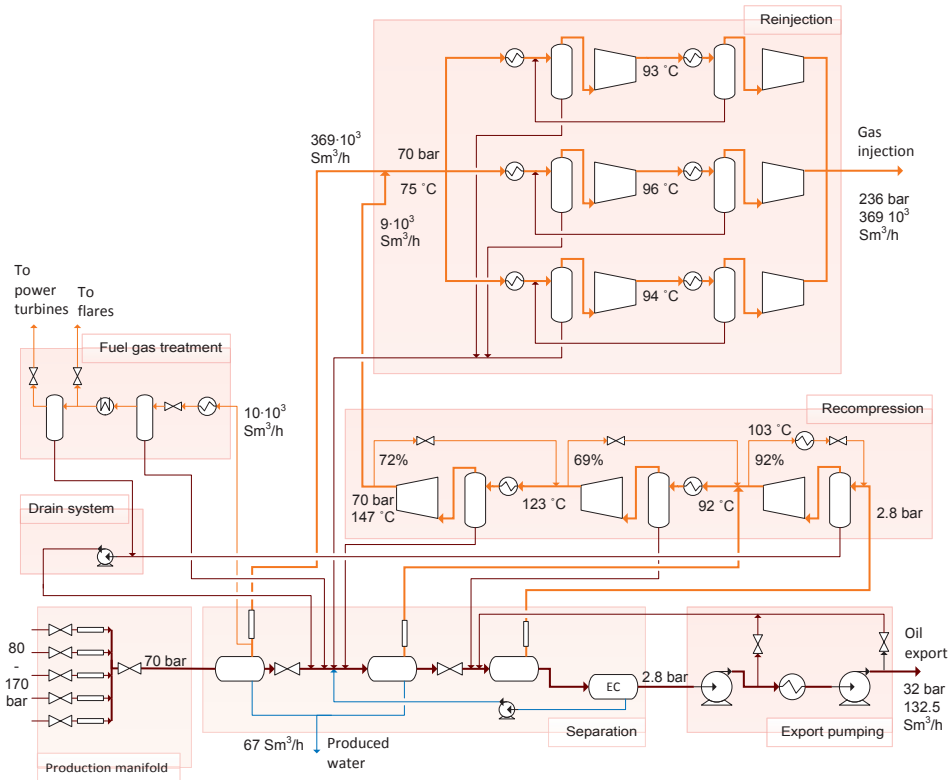 Reinjection
93 ˚C
369·10³
Sm³/h
70 bar
75 ˚C
96 ˚C
Gas
injection
236 bar
369 10³
Sm³/h
9·10³
Sm³/h
94 ˚C
To
power
turbines
To
flares
Fuel gas treatment
10·10³
Sm³/h
Recompression
103 ˚C
72%
69%
92%
70 bar
147 ˚C
123 ˚C
92 ˚C
2.8 bar
Drain system
80
-
170
bar
70 bar
EC
2.8 bar
Oil
export
32 bar
132.5
Sm³/h
67 Sm³/h
Produced
water
Separation
Export pumping
Production manifold